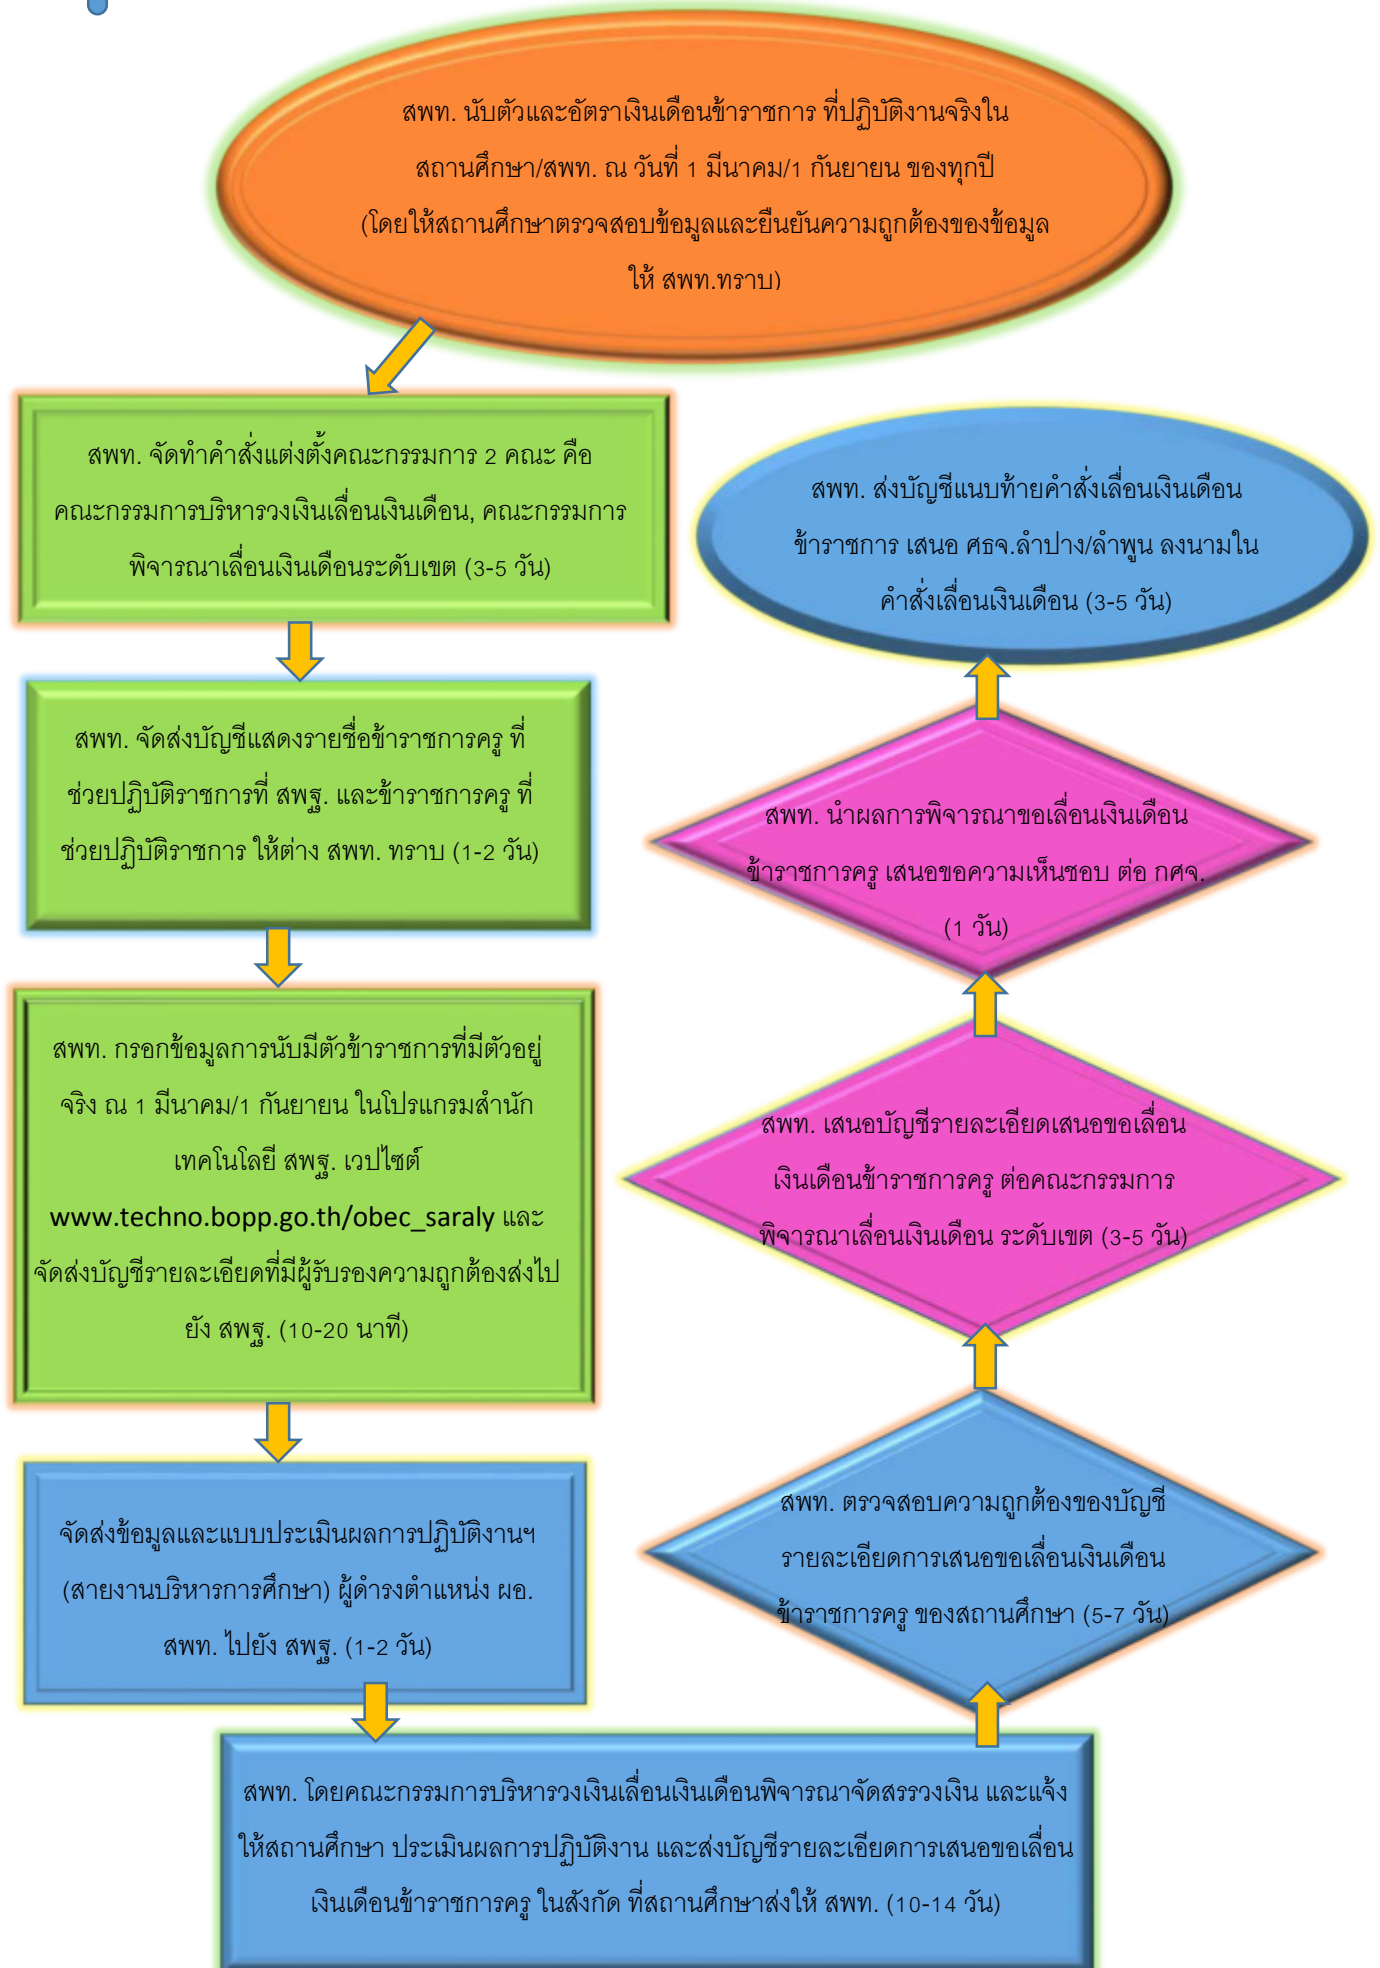 สพท. นับตัวและอัตราเงินเดือนข้าราชการ ที่ปฏิบัติงานจริงใน
สถานศึกษา/สพท. ณ วันที่ 1 มีนาคม/1 กันยายน ของทุกปี
(โดยให้สถานศึกษาตรวจสอบข้อมูลและยืนยันความถูกต้องของข้อมูล
ให้ สพท.ทราบ)
สพท. จัดทำคำสั่งแต่งตั้งคณะกรรมการ 2 คณะ คือ
คณะกรรมการบริหารวงเงินเลื่อนเงินเดือน, คณะกรรมการ
พิจารณาเลื่อนเงินเดือนระดับเขต (3-5 วัน)
สพท. จัดส่งบัญชีแสดงรายชื่อข้าราชการครู ที่
ช่วยปฏิบัติราชการที่ สพฐ. และข้าราชการครู ที่
ช่วยปฏิบัติราชการ ให้ต่าง สพท. ทราบ (1-2 วัน)
สพท. กรอกข้อมูลการนับมีตัวข้าราชการที่มีตัวอยู่
จริง ณ 1 มีนาคม/1 กันยายน ในโปรแกรมสำนัก
เทคโนโลยี สพฐ. เวปไซต์
www.techno.bopp.go.th/obec_saraly และ
จัดส่งบัญชีรายละเอียดที่มีผู้รับรองความถูกต้องส่งไป
ยัง สพฐ. (10-20 นาที)
จัดส่งข้อมูลและแบบประเมินผลการปฏิบัติงานฯ
(สายงานบริหารการศึกษา) ผู้ดำรงตำแหน่ง ผอ.
สพท. ไปยัง สพฐ. (1-2 วัน)
สพท. โดยคณะกรรมการบริหารวงเงินเลื่อนเงินเดือนพิจารณาจัดสรรวงเงิน และแจ้ง
ให้สถานศึกษา ประเมินผลการปฏิบัติงาน และส่งบัญชีรายละเอียดการเสนอขอเลื่อน
เงินเดือนข้าราชการครู ในสังกัด ที่สถานศึกษาส่งให้ สพท. (10-14 วัน)
สพท. ตรวจสอบความถูกต้องของบัญชี
รายละเอียดการเสนอขอเลื่อนเงินเดือน
ข้าราชการครู ของสถานศึกษา (5-7 วัน)
สพท. เสนอบัญชีรายละเอียดเสนอขอเลื่อน
เงินเดือนข้าราชการครู ต่อคณะกรรมการ
พิจารณาเลื่อนเงินเดือน ระดับเขต (3-5 วัน)
สพท. นำผลการพิจารณาขอเลื่อนเงินเดือน
ข้าราชการครู เสนอขอความเห็นชอบ ต่อ กศจ.
(1 วัน)
สพท. ส่งบัญชีแนบท้ายคำสั่งเลื่อนเงินเดือน
ข้าราชการ เสนอ ศธจ.ลำปาง/ลำพูน ลงนามใน
คำสั่งเลื่อนเงินเดือน (3-5 วัน)